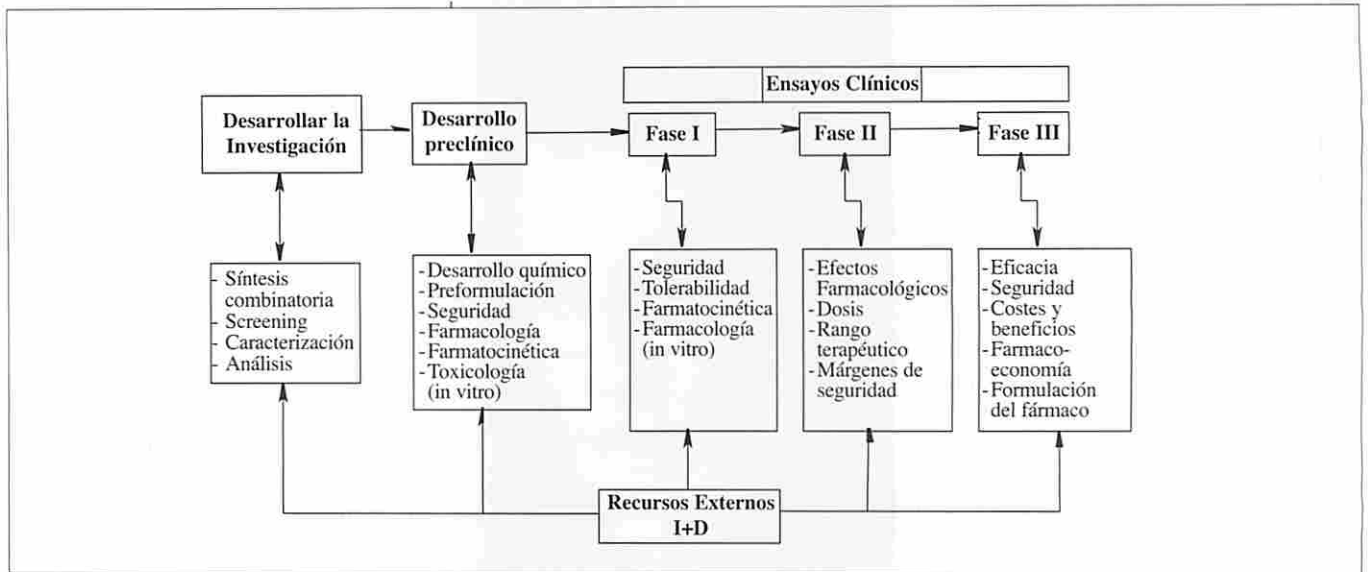 Ensayos Clínicos
Desarrollar la
Investigación
Desarrollo
preclínico
Fase I
Fase II
Fase III
- Síntesis
combinatoria
- Screening
- Caracterización
- Análisis
-Desarrollo químico
-Preformulación
-Seguridad
-Farmacología
-Farmatocinética
-Toxicología
(in vitro)
-Seguridad
-Tolerabilidad
-Farmatocinética
-Farmacología
(in vitro)
-Efectos
Farmacológicos
-Dosis
-Rango
terapéutico
-Márgenes de
seguridad
-Eficacia
-Seguridad
-Costes y
beneficios
-Farmaco-
economía
-Formulación
del fármaco
Recursos Externos
I+D